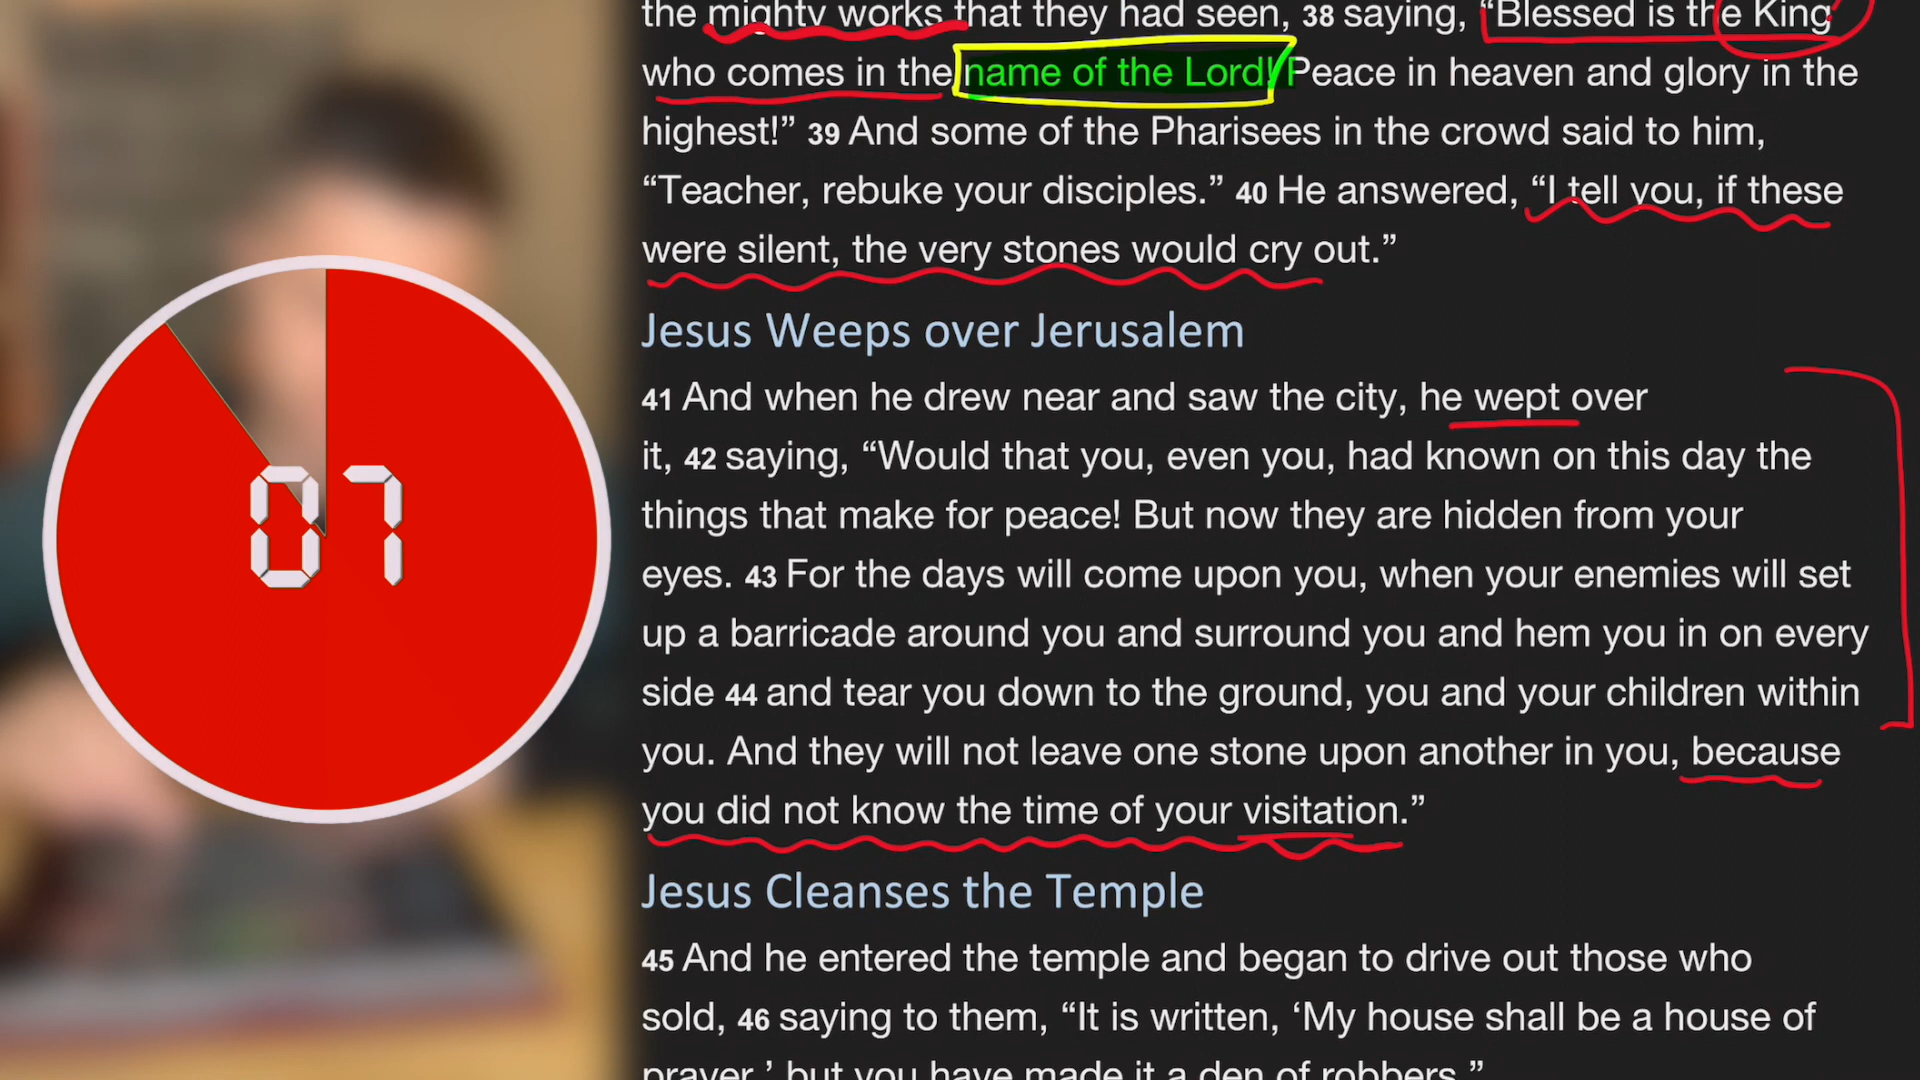 the mighty works that they had seen, 38 saying, “Blessed is the King
who comes in the name of the Lord! Peace in heaven and glory in the
highest!” 39 And some of the Pharisees in the crowd said to him,
“Teacher, rebuke your disciples.” 40 He answered, “I tell you, if these
were silent, the very stones would cry out.”
Jesus Weeps over Jerusalem
41 And when he drew near and saw the city, he wept over
it, 42 saying, “Would that you, even you, had known on this day the
things that make for peace! But now they are hidden from your
eyes. 43 For the days will come upon you, when your enemies will set
up a barricade around you and surround you and hem you in on every
side 44 and tear you down to the ground, you and your children within
you. And they will not leave one stone upon another in you, because
you did not know the time of your visitation.”
Jesus Cleanses the Temple
45 And he entered the temple and began to drive out those who
sold, 46 saying to them, “It is written, ‘My house shall be a house of
prayer,’ but you have made it a den of robbers.”
07